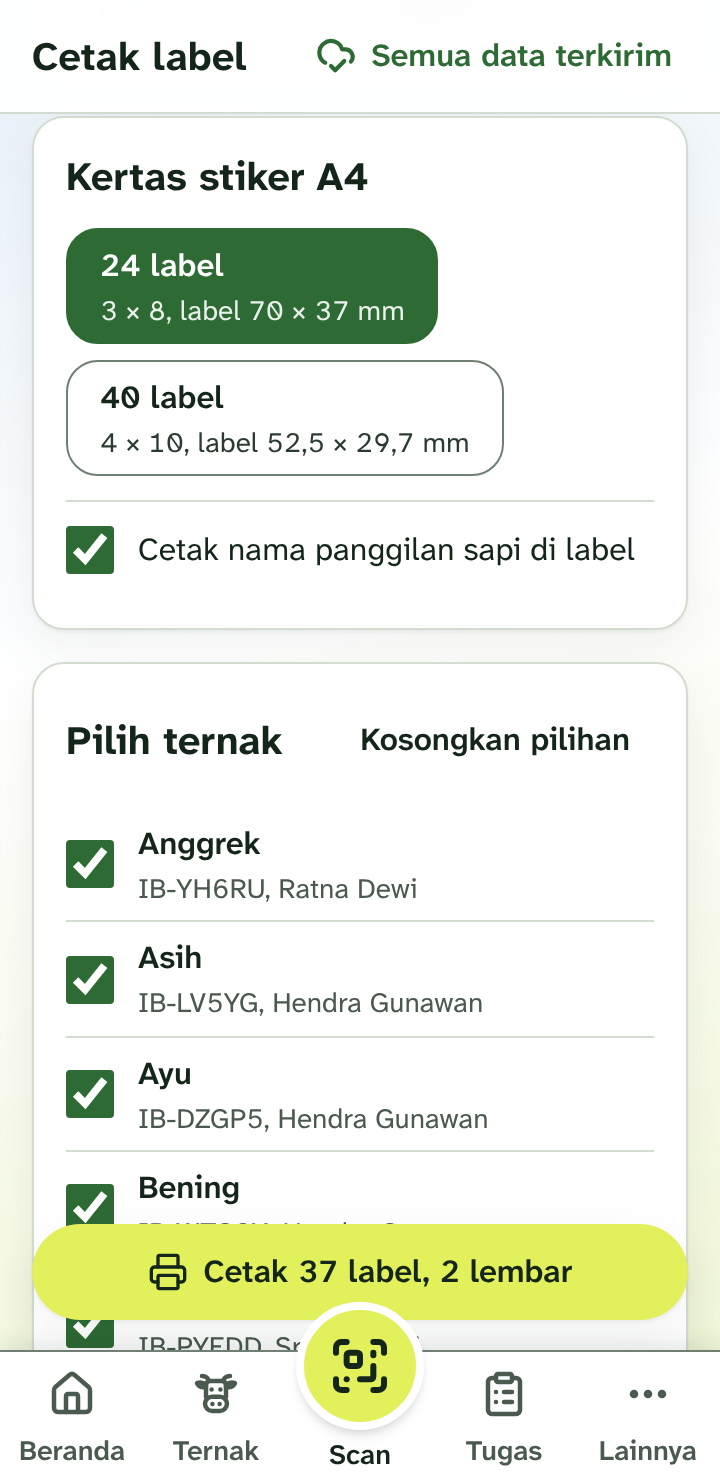 Cetak label
Semua data terkirim
Kertas stiker A4
24 label
3 × 8, label 70 × 37 mm
40 label
4 × 10, label 52,5 × 29,7 mm
Cetak nama panggilan sapi di label
Pilih ternak
Kosongkan pilihan
Anggrek
IB-YH6RU, Ratna Dewi
Asih
IB-LV5YG, Hendra Gunawan
Ayu
IB-DZGP5, Hendra Gunawan
Bening
Cetak 37 label, 2 lembar
Beranda
Ternak
Scan
Tugas
Lainnya